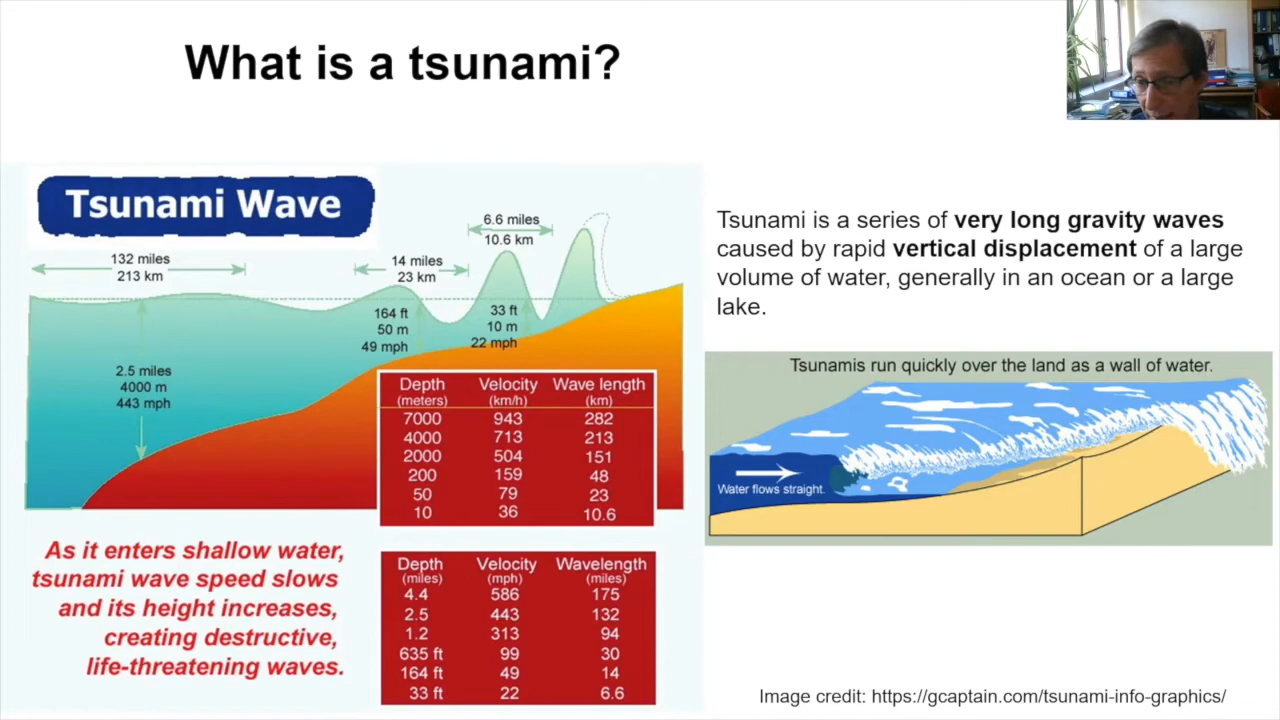 What is a tsunami?
Tsunami Wave
132 miles
213 km
14 miles
23 km
6.6 miles
10.6 km
2.5 miles
4000 m
443 mph
164 ft
50 m
49 mph
33 ft
10 m
22 mph
Depth Velocity Wave length
(meters) (km/h) (km)
7000 943 282
4000 713 213
2000 504 151
200 159 48
50 79 23
10 36 10.6
As it enters shallow water,
tsunami wave speed slows
and its height increases,
creating destructive,
life-threatening waves.
Depth Velocity Wavelength
(miles) (mph) (miles)
4.4 586 175
2.5 443 132
1.2 313 94
635 ft 99 30
164 ft 49 14
33 ft 22 6.6
Tsunami is a series of very long gravity waves
caused by rapid vertical displacement of a large
volume of water, generally in an ocean or a large
lake.
Tsunamis run quickly over the land as a wall of water.
Water flows straight.
Image credit: https://gcaptain.com/tsunami-info-graphics/